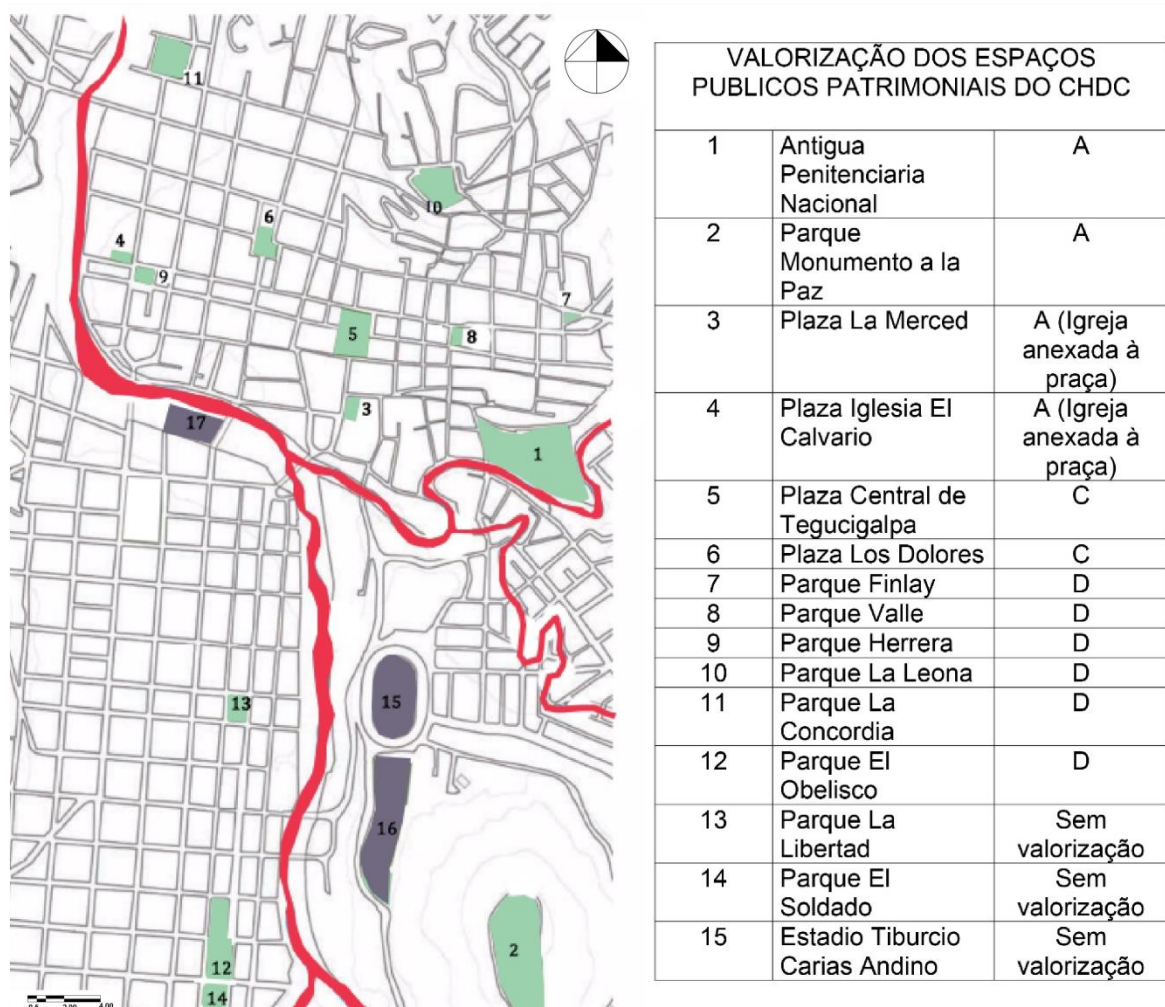 11
10
6
4
9
7
5
8
3
17
1
13
15
16
2
12
14
VALORIZAÇÃO DOS ESPAÇOS
PUBLICOS PATRIMONIAIS DO CHDC
1 Antigua A
Penitenciaria
Nacional
2 Parque A
Monumento a la
Paz
3 Plaza La Merced A (Igreja
anexada à
praça)
4 Plaza Iglesia El A (Igreja
Calvario anexada à
praça)
5 Plaza Central de C
Tegucigalpa
6 Plaza Los Dolores C
7 Parque Finlay D
8 Parque Valle D
9 Parque Herrera D
10 Parque La Leona D
11 Parque La D
Concordia
12 Parque El D
Obelisco
13 Parque La Sem
Libertad valorização
14 Parque El Sem
Soldado valorização
15 Estadio Tiburcio Sem
Carias Andino valorização